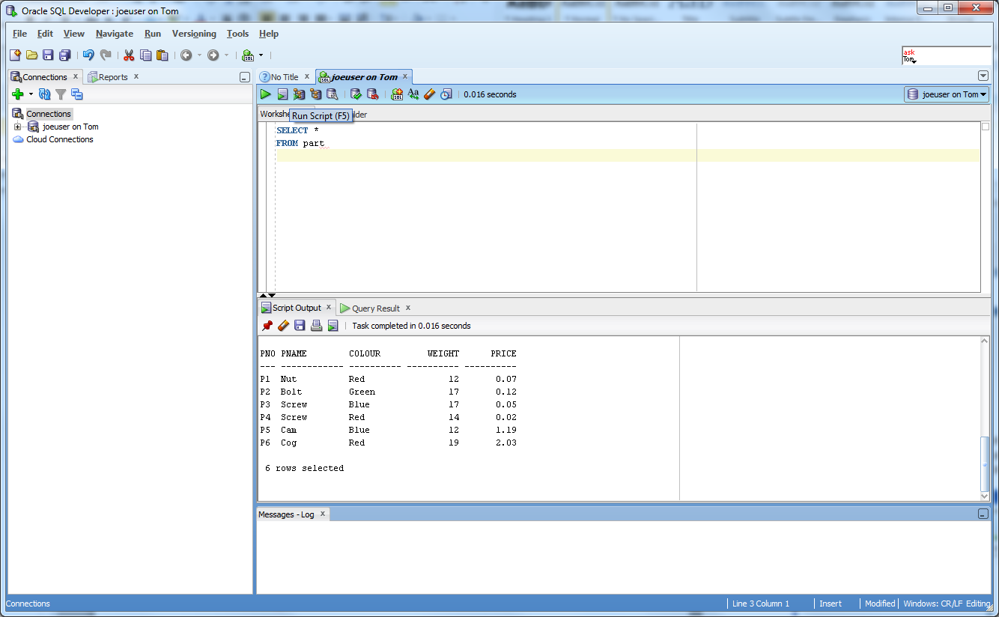 Oracle SQL Developer : joeuser on Tom
File Edit View Navigate Run Versioning Tools Help
SQL
ask
Tom
Connections x Reports x
No Title x SQL joeuser on Tom x
SQL Aa 0.016 seconds joeuser on Tom
Workshe Run Script (F5) ilder
Connections
joeuser on Tom
Cloud Connections
SELECT *
FROM part
Script Output x Query Result x
Task completed in 0.016 seconds
PNO PNAME COLOUR WEIGHT PRICE
--- ------------ ---------- ---------- ----------
P1 Nut Red 12 0.07
P2 Bolt Green 17 0.12
P3 Screw Blue 17 0.05
P4 Screw Red 14 0.02
P5 Cam Blue 12 1.19
P6 Cog Red 19 2.03
6 rows selected
Messages - Log x
Connections Line 3 Column 1 Insert Modified Windows: CR/LF Editing